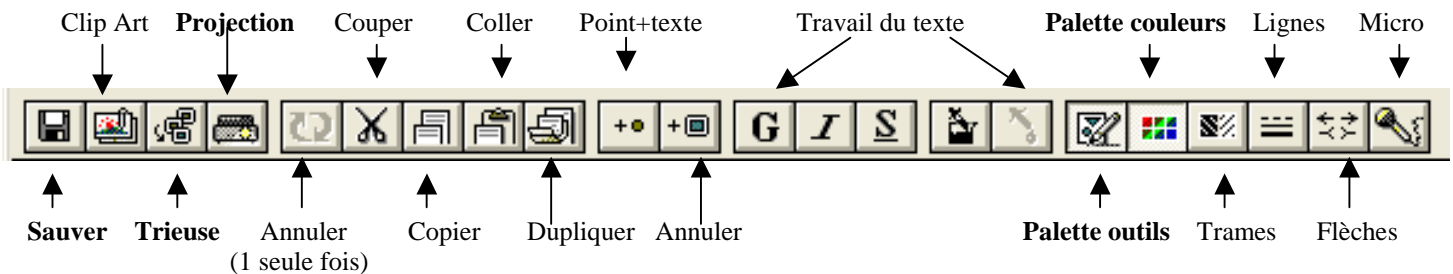 Clip Art Projection Couper Coller Point+texte Travail du texte Palette couleurs Lignes Micro
G I S
Sauver Trieuse Annuler Copier Dupliquer Annuler Palette outils Trames Flèches
(1 seule fois)